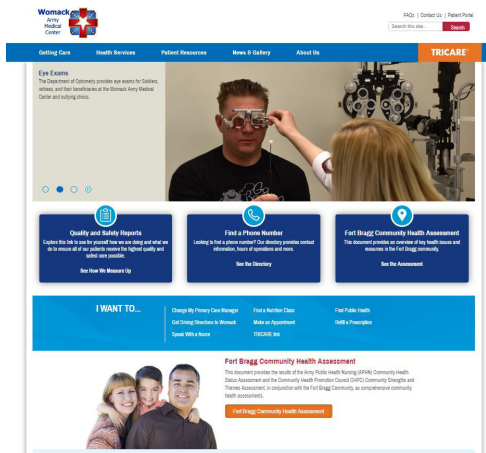 Womack
Army
Medical
Center
FAQs | Contact Us | Patient Portal
Search this site...
Search
Getting Care
Health Services
Patient Resources
News & Gallery
About Us
TRICARE
Eye Exams
The Department of Optometry provides eye exams for Soldiers,
retirees, and their beneficiaries at the Womack Army Medical
Center and outlying clinics.
Quality and Safety Reports
Explore this link to see for yourself how we are doing and what we
do to ensure all of our patients receive the highest quality and
safest care possible.
See How We Measure Up
Find a Phone Number
Looking to find a phone number? Our directory provides contact
information, hours of operations and more.
See the Directory
Fort Bragg Community Health Assessment
This document provides an overview of key health issues and
resources in the Fort Bragg community.
See the Assessment
I WANT TO...
Change My Primary Care Manager
Find a Nutrition Class
Find Public Health
Get Driving Directions to Womack
Make an Appointment
Refill a Prescription
Speak With a Nurse
TRICARE link
Fort Bragg Community Health Assessment
This document provides the results of the Army Public Health Nursing (APHN) Community Health
Status Assessment and the Community Health Promotion Council (CHPC) Community Strengths and
Themes Assessment, in conjunction with the Fort Bragg Community, as comprehensive community
health assessments.
Fort Bragg Community Health Assessment